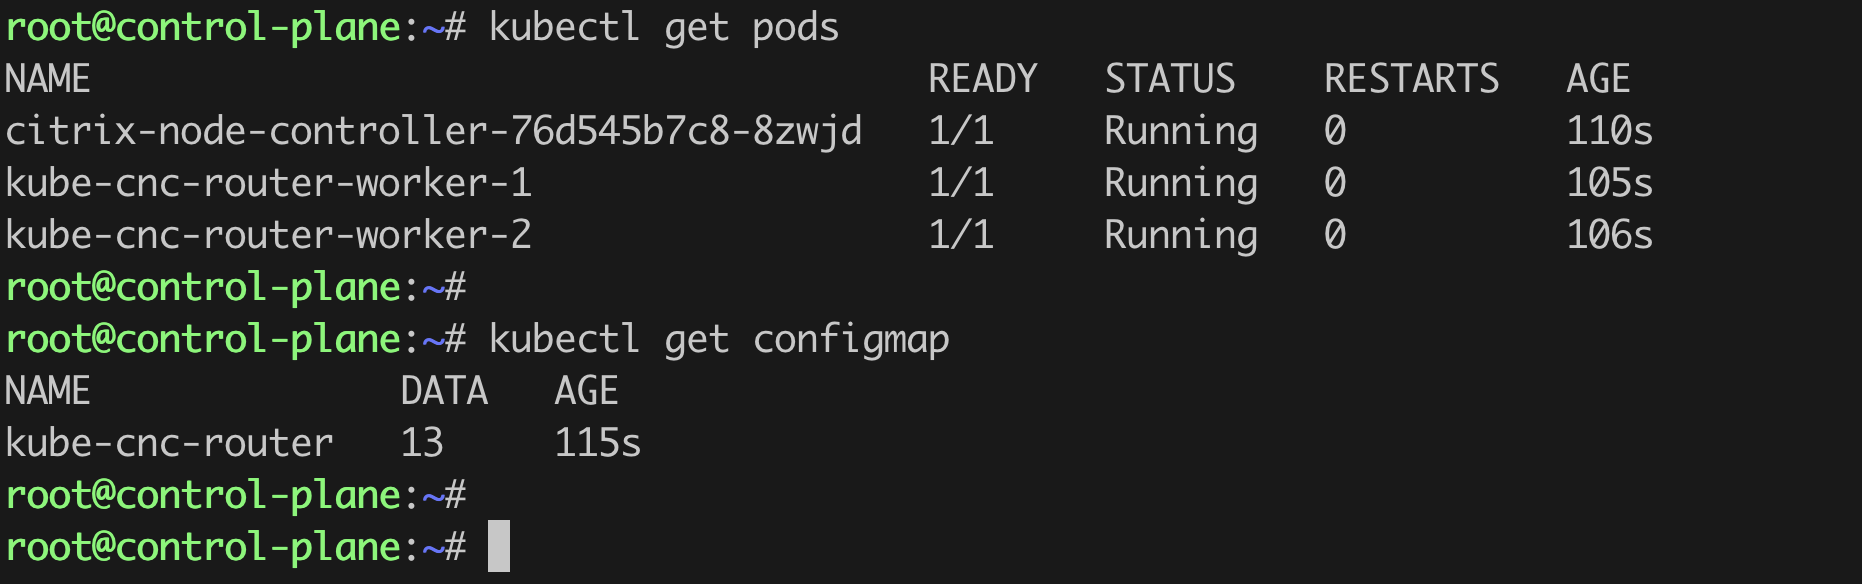 root@control-plane:~# kubectl get pods
NAME                                      READY   STATUS    RESTARTS   AGE
citrix-node-controller-76d545b7c8-8zwjd   1/1     Running   0          110s
kube-cnc-router-worker-1                  1/1     Running   0          105s
kube-cnc-router-worker-2                  1/1     Running   0          106s
root@control-plane:~#
root@control-plane:~# kubectl get configmap
NAME              DATA   AGE
kube-cnc-router   13     115s
root@control-plane:~#
root@control-plane:~#